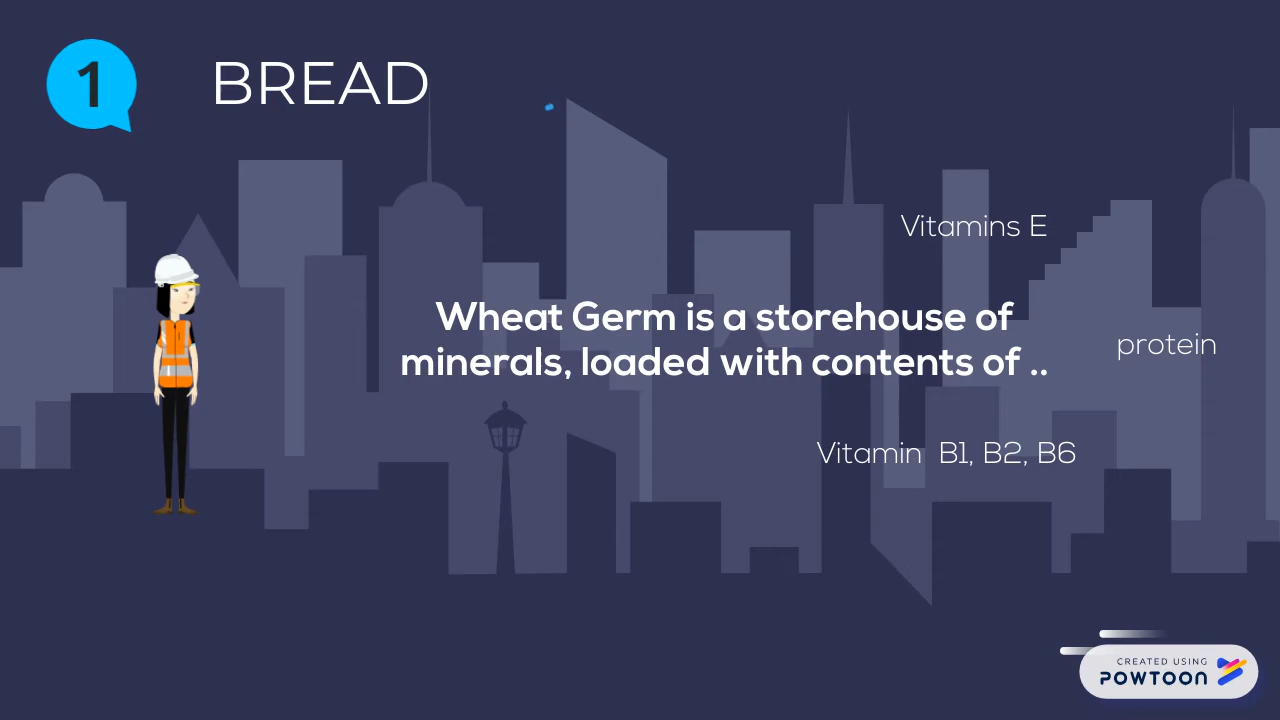 1
BREAD
Vitamins E
Wheat Germ is a storehouse of
minerals, loaded with contents of ..
protein
Vitamin B1, B2, B6
CREATED USING
POWTOON